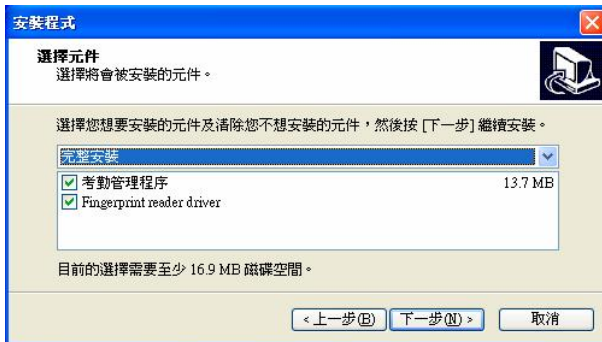 安裝程式
選擇元件
選擇將會被安裝的元件。
選擇您想要安裝的元件及清除您不想安裝的元件，然後按 [下一步] 繼續安裝。
完整安裝
考勤管理程序 13.7 MB
Fingerprint reader driver
目前的選擇需要至少 16.9 MB 磁碟空間。
<上一步(B) 下一步(N)> 取消